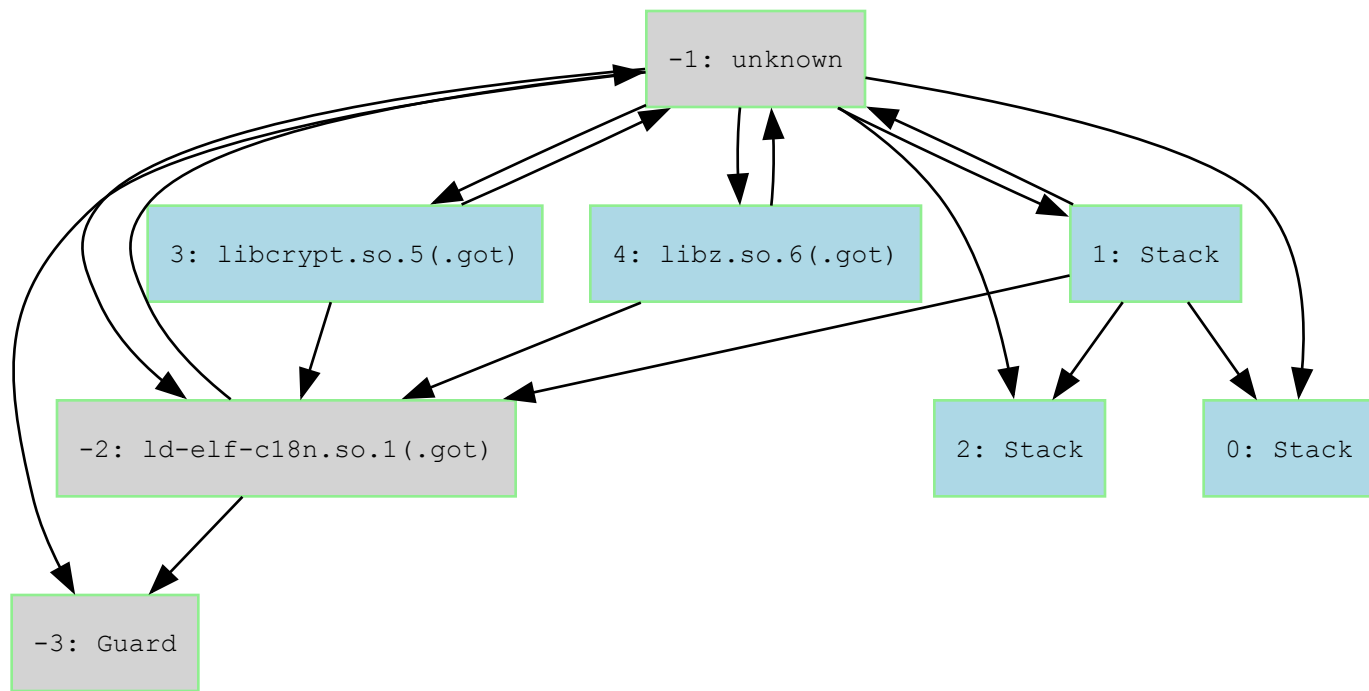 -1: unknown
3: libcrypt.so.5(.got)
4: libz.so.6(.got)
1: Stack
-2: ld-elf-c18n.so.1(.got)
2: Stack
0: Stack
-3: Guard